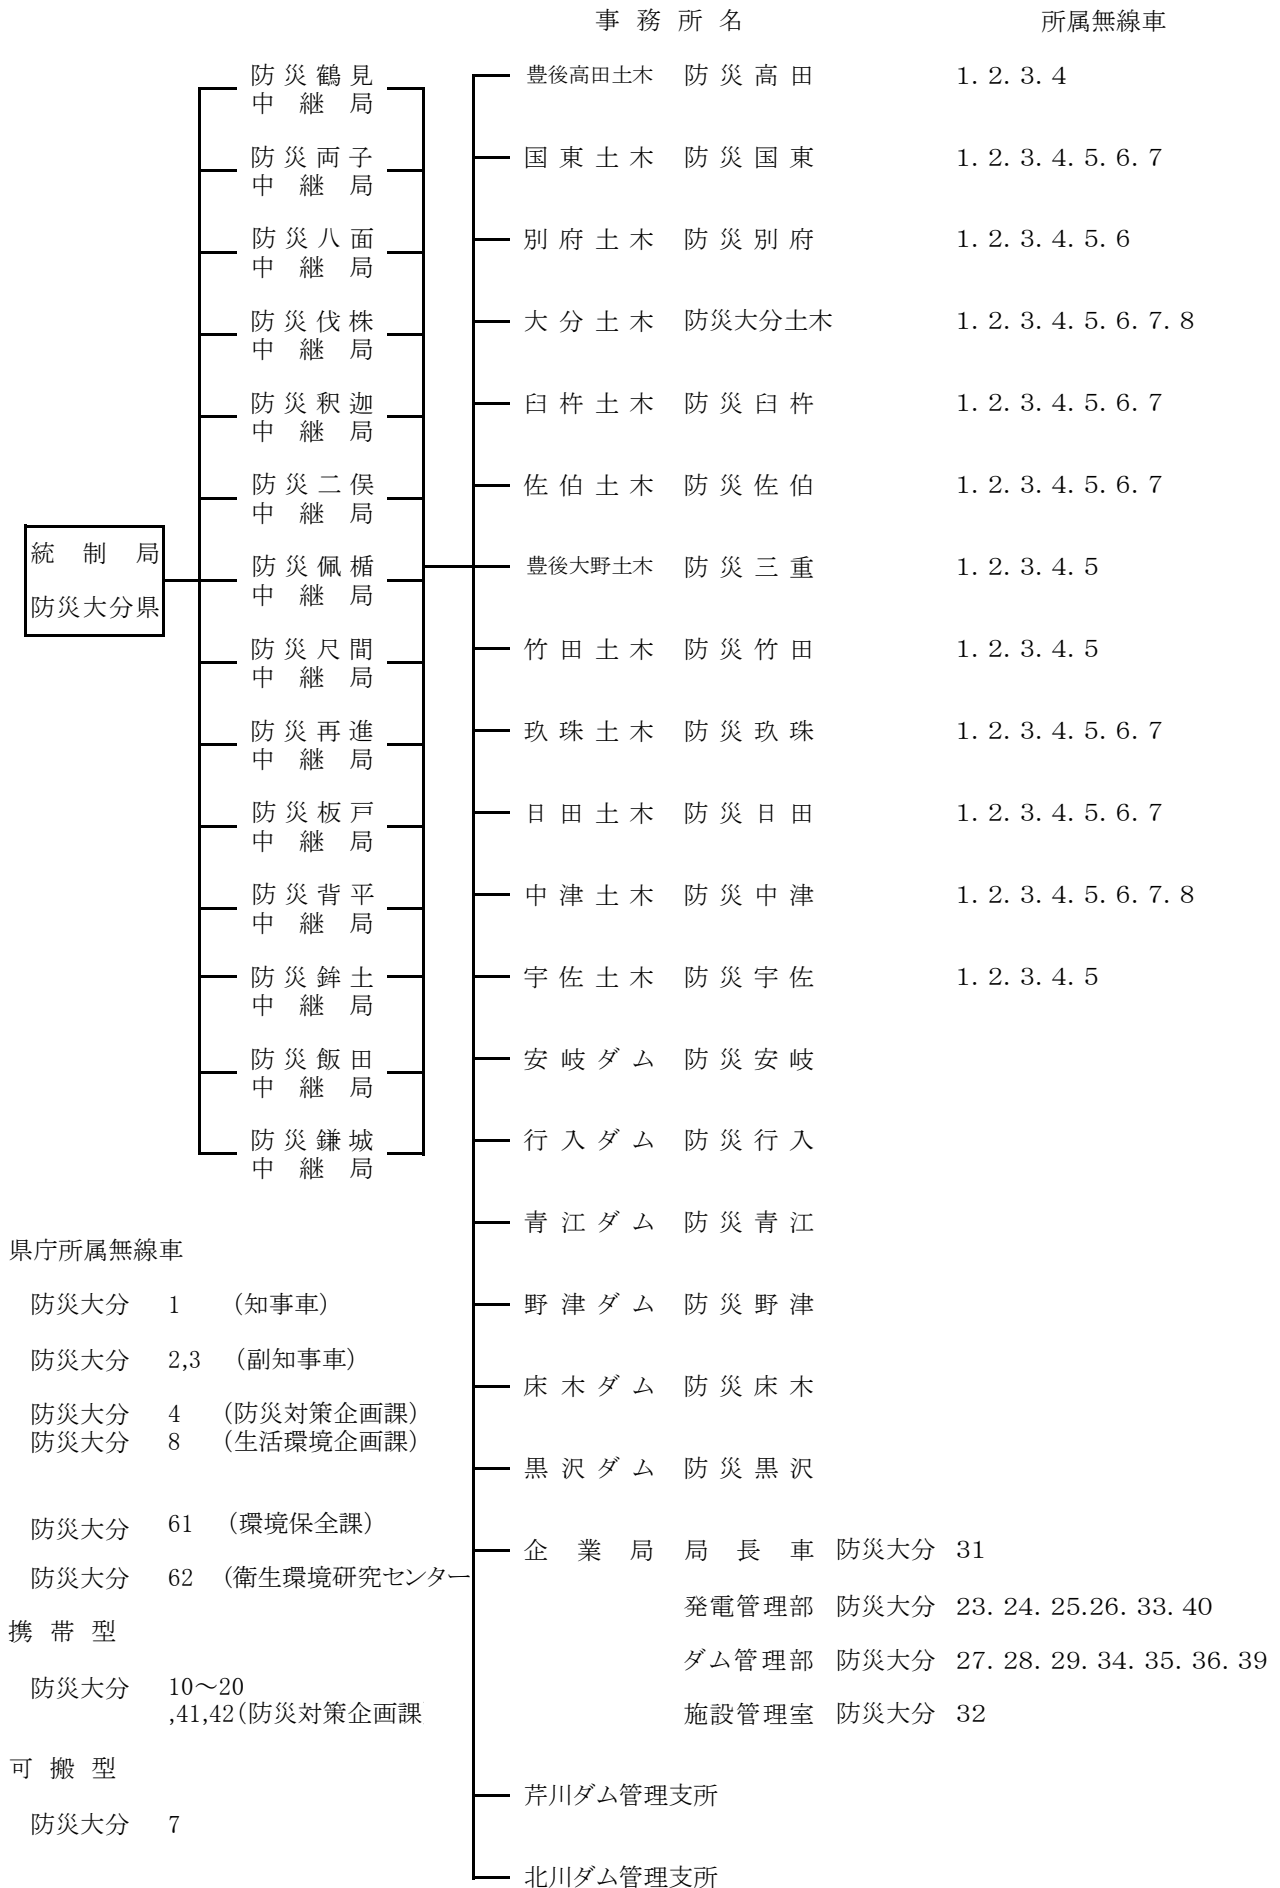 事務所名 所属無線車
統制局
防災大分県
防災鶴見
中継局
防災両子
中継局
防災八面
中継局
防災伐株
中継局
防災釈迦
中継局
防災二俣
中継局
防災佩楯
中継局
防災尺間
中継局
防災再進
中継局
防災板戸
中継局
防災背平
中継局
防災鉾土
中継局
防災飯田
中継局
防災鎌城
中継局
豊後高田土木 防災高田 1. 2. 3. 4
国東土木 防災国東 1. 2. 3. 4. 5. 6. 7
別府土木 防災別府 1. 2. 3. 4. 5. 6
大分土木 防災大分土木 1. 2. 3. 4. 5. 6. 7. 8
臼杵土木 防災臼杵 1. 2. 3. 4. 5. 6. 7
佐伯土木 防災佐伯 1. 2. 3. 4. 5. 6. 7
豊後大野土木 防災三重 1. 2. 3. 4. 5
竹田土木 防災竹田 1. 2. 3. 4. 5
玖珠土木 防災玖珠 1. 2. 3. 4. 5. 6. 7
日田土木 防災日田 1. 2. 3. 4. 5. 6. 7
中津土木 防災中津 1. 2. 3. 4. 5. 6. 7. 8
宇佐土木 防災宇佐 1. 2. 3. 4. 5
安岐ダム 防災安岐
行入ダム 防災行入
青江ダム 防災青江
野津ダム 防災野津
床木ダム 防災床木
黒沢ダム 防災黒沢
企業局 局長車 防災大分 31
発電管理部 防災大分 23. 24. 25.26. 33. 40
ダム管理部 防災大分 27. 28. 29. 34. 35. 36. 39
施設管理室 防災大分 32
芹川ダム管理支所
北川ダム管理支所
県庁所属無線車
防災大分 1 (知事車)
防災大分 2,3 (副知事車)
防災大分 4 (防災対策企画課)
防災大分 8 (生活環境企画課)
防災大分 61 (環境保全課)
防災大分 62 (衛生環境研究センター
携帯型
防災大分 10～20
,41,42(防災対策企画課
可搬型
防災大分 7